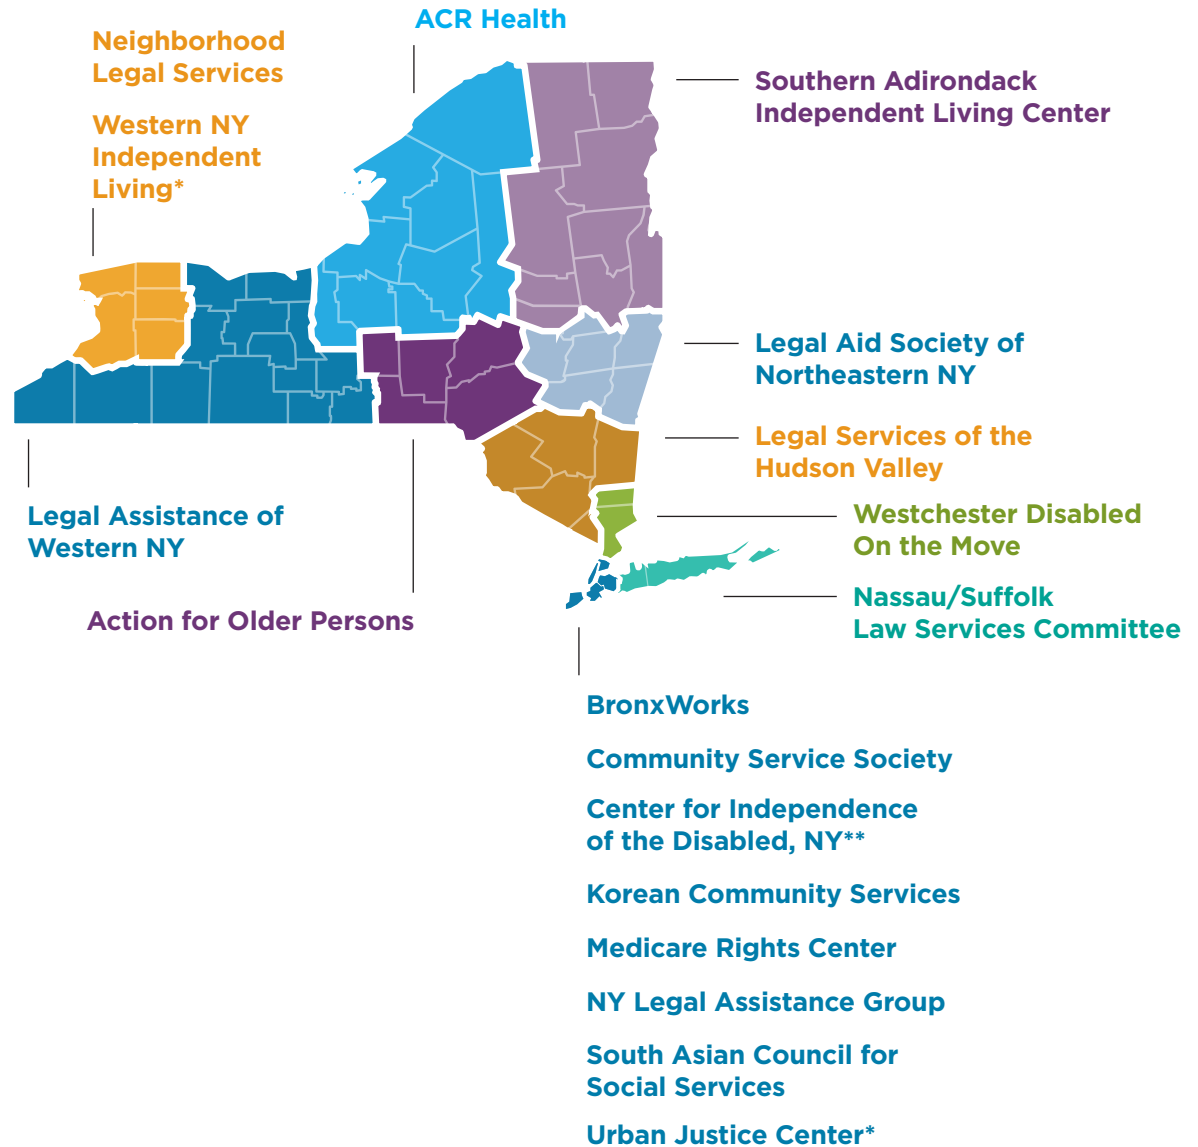 ACR Health
Neighborhood
Legal Services
Western NY
Independent
Living*
Southern Adirondack
Independent Living Center
Legal Aid Society of
Northeastern NY
Legal Services of the
Hudson Valley
Legal Assistance of
Western NY
Westchester Disabled
On the Move
Action for Older Persons
Nassau/Suffolk
Law Services Committee
BronxWorks
Community Service Society
Center for Independence
of the Disabled, NY**
Korean Community Services
Medicare Rights Center
NY Legal Assistance Group
South Asian Council for
Social Services
Urban Justice Center*